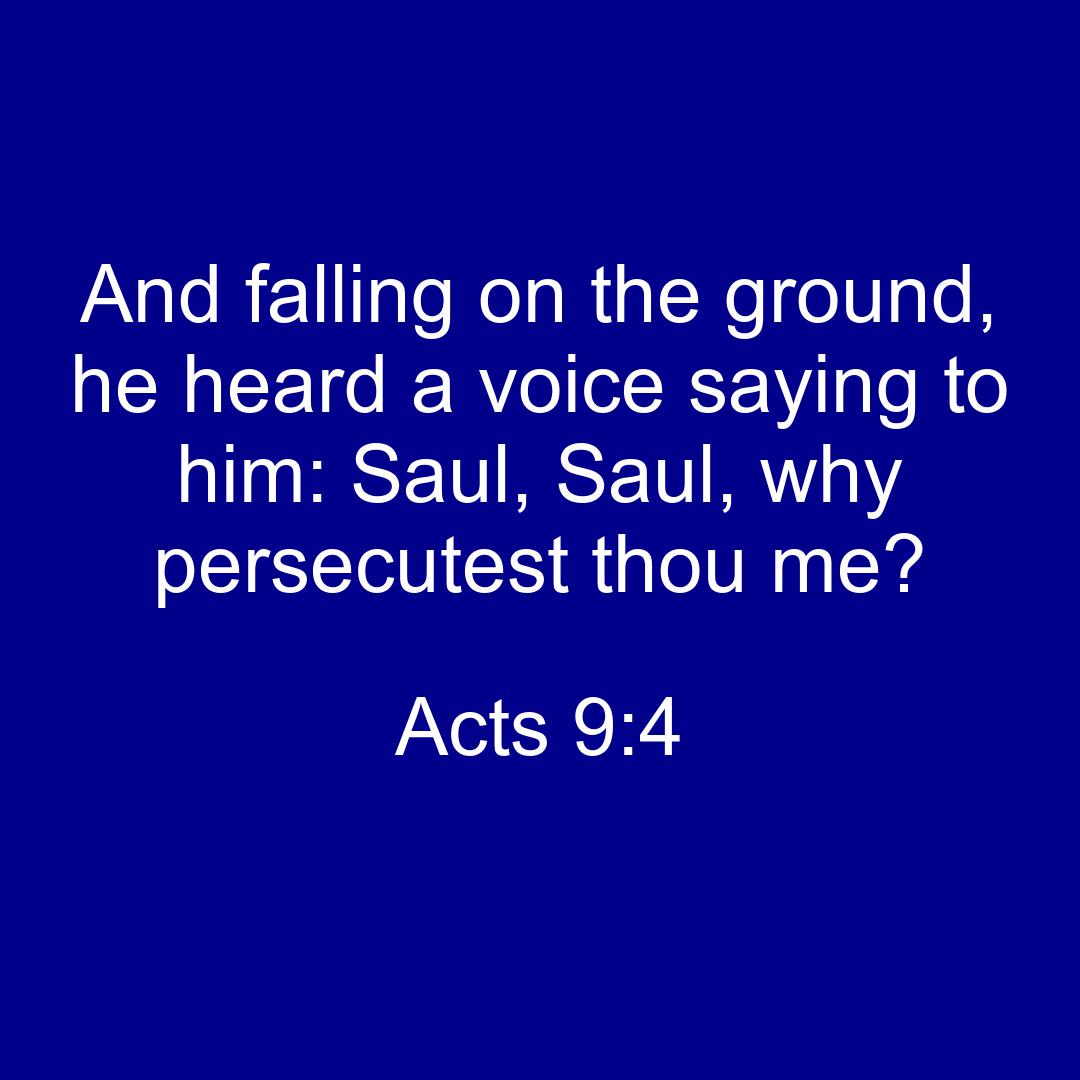 And falling on the ground,
he heard a voice saying to
him: Saul, Saul, why
persecutest thou me?
Acts 9:4